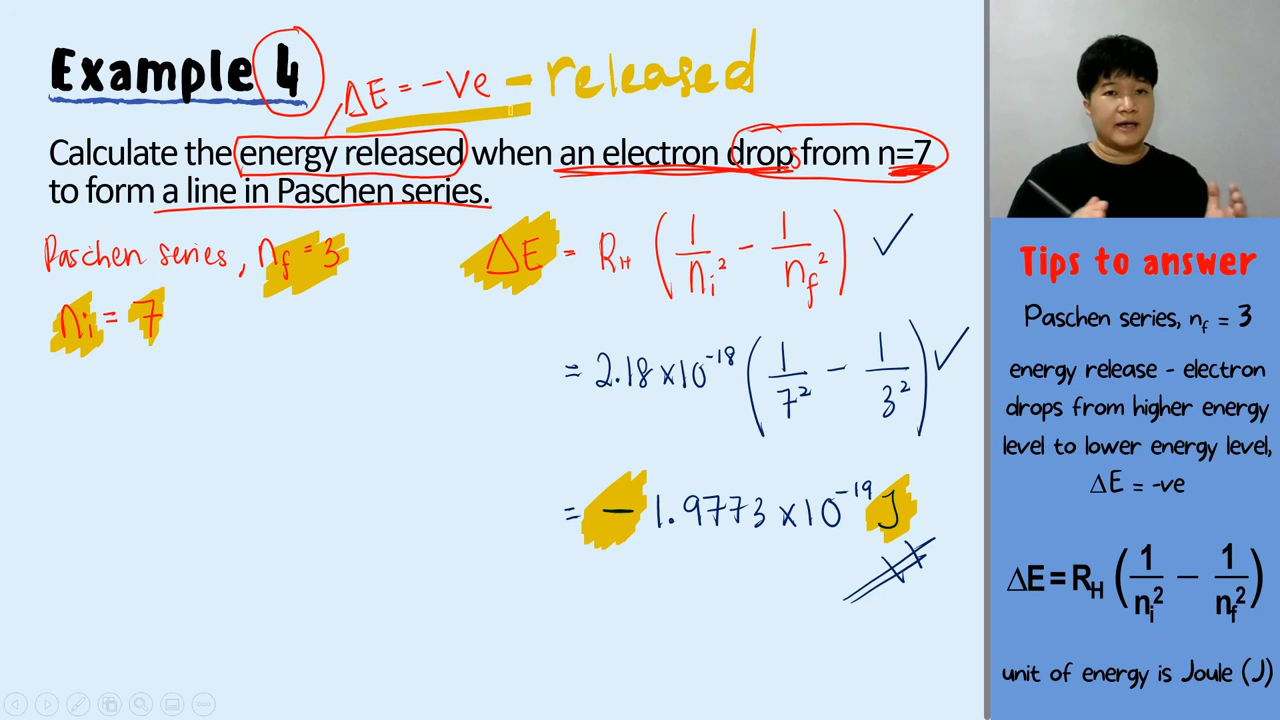 Example 4
ΔE = -ve - released
Calculate the energy released when an electron drops from n=7
to form a line in Paschen series.
Paschen series, nf = 3
ni = 7
ΔE = RH (1/ni² - 1/nf²) ✓
= 2.18 × 10⁻¹⁸ (1/7² - 1/3²) ✓
= - 1.9773 × 10⁻¹⁹ J
Tips to answer
Paschen series, nf = 3
energy release - electron
drops from higher energy
level to lower energy level,
ΔE = -ve
ΔE = RH (1/ni² - 1/nf²)
unit of energy is Joule (J)